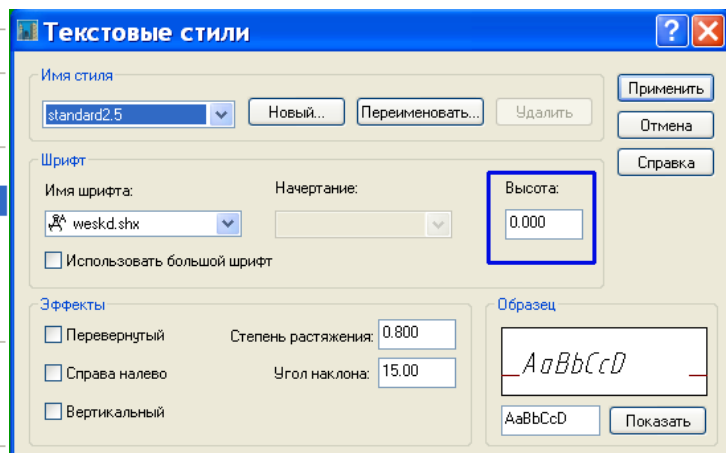 Текстовые стили
Имя стиля
standard2.5
Новый...
Переименовать...
Удалить
Применить
Отмена
Справка
Шрифт
Имя шрифта:
Начертание:
Высота:
weskd.shx
0.000
Использовать большой шрифт
Эффекты
Перевернутый
Степень растяжения: 0.800
Справа налево
Угол наклона: 15.00
Вертикальный
Образец
AaBbCcD
AaBbCcD
Показать